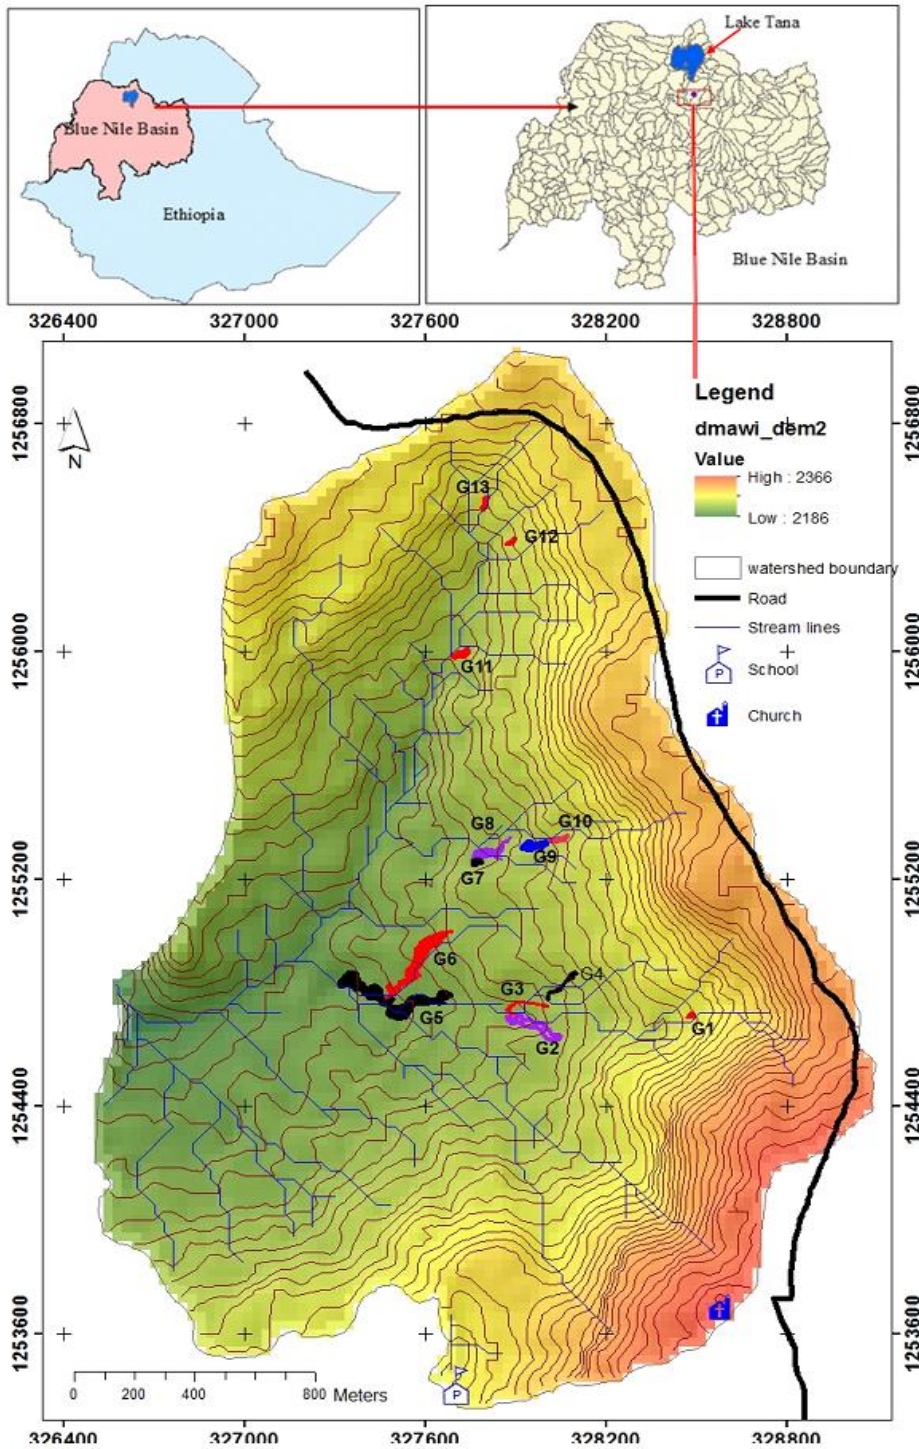 Lake Tana
Blue Nile Basin
Ethiopia
Blue Nile Basin
326400 327000 327600 328200 328800
Legend
dmawi_dem2
Value
High : 2366
Low : 2186
watershed boundary
Road
Stream lines
P School
Church
N
1256800 1256800
1256000 1256000
1255200 1255200
1254400 1254400
1253600 1253600
G13
G12
G11
G10
G8
G9
G7
G6
G4
G3
G5
G1
G2
P
0 200 400 800 Meters
326400 327000 327600 328200 328800